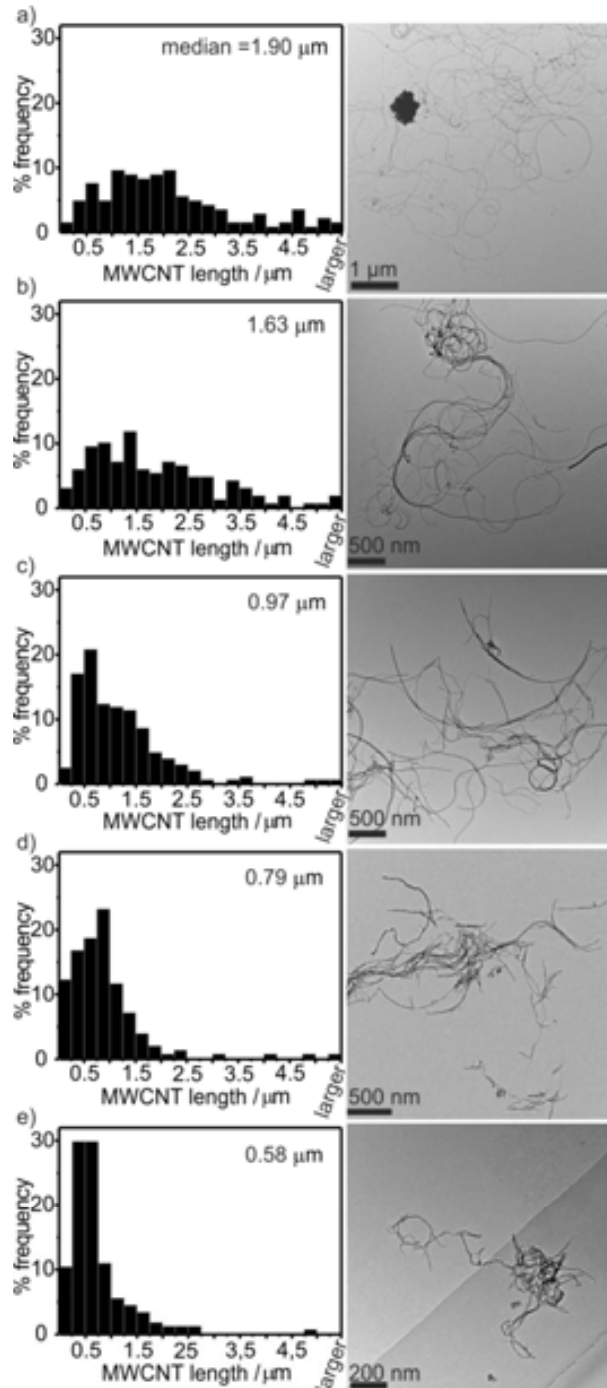 a)
median =1.90 μm
30
20
10
0
% frequency
0.5 1.5 2.5 3.5 4.5 larger
MWCNT length /μm
1 μm
b)
1.63 μm
30
20
10
0
% frequency
0.5 1.5 2.5 3.5 4.5 larger
MWCNT length /μm
500 nm
c)
0.97 μm
30
20
10
0
% frequency
0.5 1.5 2.5 3.5 4.5 larger
MWCNT length /μm
500 nm
d)
0.79 μm
30
20
10
0
% frequency
0.5 1.5 2.5 3.5 4.5 larger
MWCNT length /μm
500 nm
e)
0.58 μm
30
20
10
0
% frequency
0.5 1.5 25 3,5 4.5 larger
MWCNT length /μm
200 nm